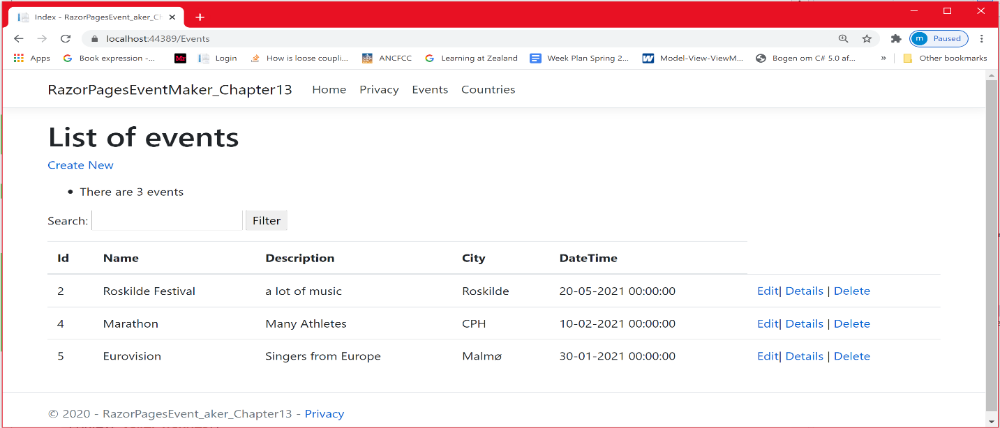 Index - RazorPagesEvent_aker_Ch
localhost:44389/Events
m Paused
Apps Book expression -... Mr Login How is loose coupli... ANCFCC Learning at Zealand Week Plan Spring 2... Model-View-ViewM... Bogen om C# 5.0 af... » Other bookmarks
RazorPagesEventMaker_Chapter13 Home Privacy Events Countries
List of events
Create New
• There are 3 events
Search: Filter
Id Name Description City DateTime
2 Roskilde Festival a lot of music Roskilde 20-05-2021 00:00:00 Edit| Details | Delete
4 Marathon Many Athletes CPH 10-02-2021 00:00:00 Edit| Details | Delete
5 Eurovision Singers from Europe Malmø 30-01-2021 00:00:00 Edit| Details | Delete
© 2020 - RazorPagesEvent_aker_Chapter13 - Privacy